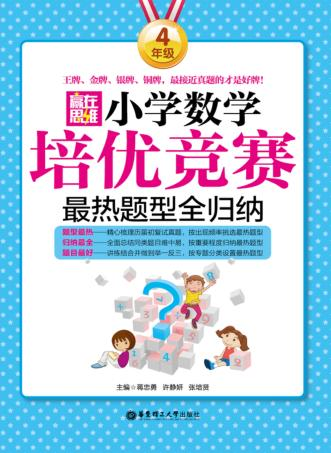 4
年级
王牌、金牌、银牌、铜牌，最接近真题的才是好牌！
赢在
思维
小学数学
培优竞赛
最热题型全归纳
题型最热——精心梳理历届初复试真题，按出现频率挑选最热题型
归纳最全——全面总结同类题目难中易，按重要程度归纳最热题型
题目最好——讲练结合并做到举一反三，按专题分类设置最热题型
?
3
2
主编◎蒋忠勇 许静妍 张培贤
华东理工大学出版社